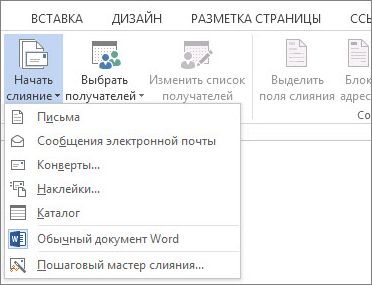 ВСТАВКА ДИЗАЙН РАЗМЕТКА СТРАНИЦЫ ССЫ
Начать слияние
Выбрать получателей
Изменить список получателей
Выделить поля слияния
Блок адрес
Со
Письма
Сообщения электронной почты
Конверты...
Наклейки...
Каталог
Обычный документ Word
Пошаговый мастер слияния...